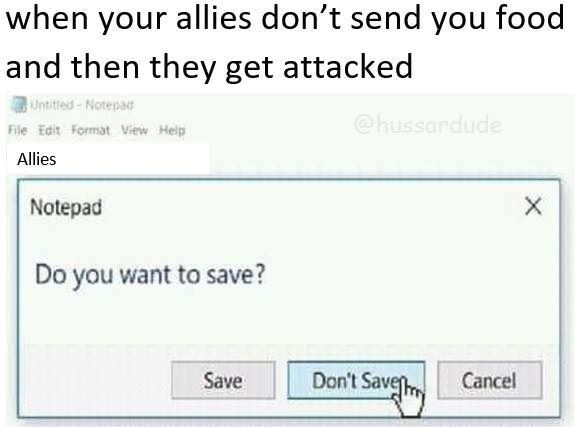 when your allies don’t send you food
and then they get attacked
Untitled - Notepad
@hussardude
File Edit Format View Help
Allies
Notepad
Do you want to save?
Save Don't Save Cancel